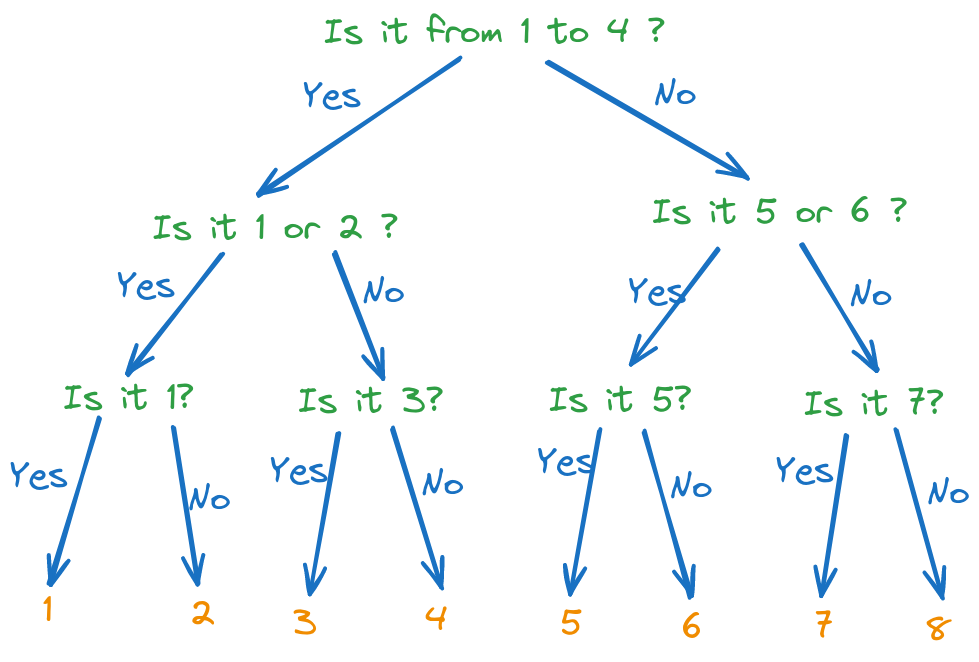 Is it from 1 to 4 ?
Yes
No
Is it 1 or 2 ?
Is it 5 or 6 ?
Yes
No
Yes
No
Is it 1?
Is it 3?
Is it 5?
Is it 7?
Yes
No
Yes
No
Yes
No
Yes
No
1
2
3
4
5
6
7
8